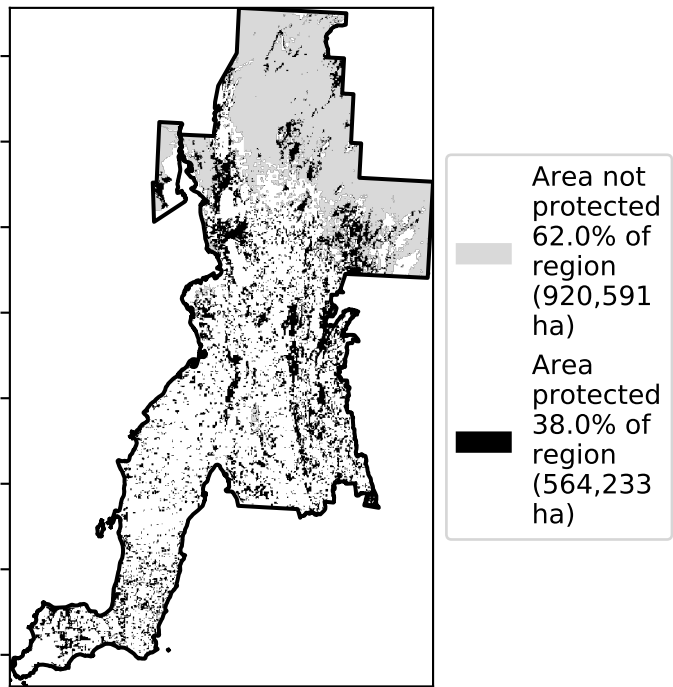 Area not
protected
62.0% of
region
(920,591
ha)
Area
protected
38.0% of
region
(564,233
ha)